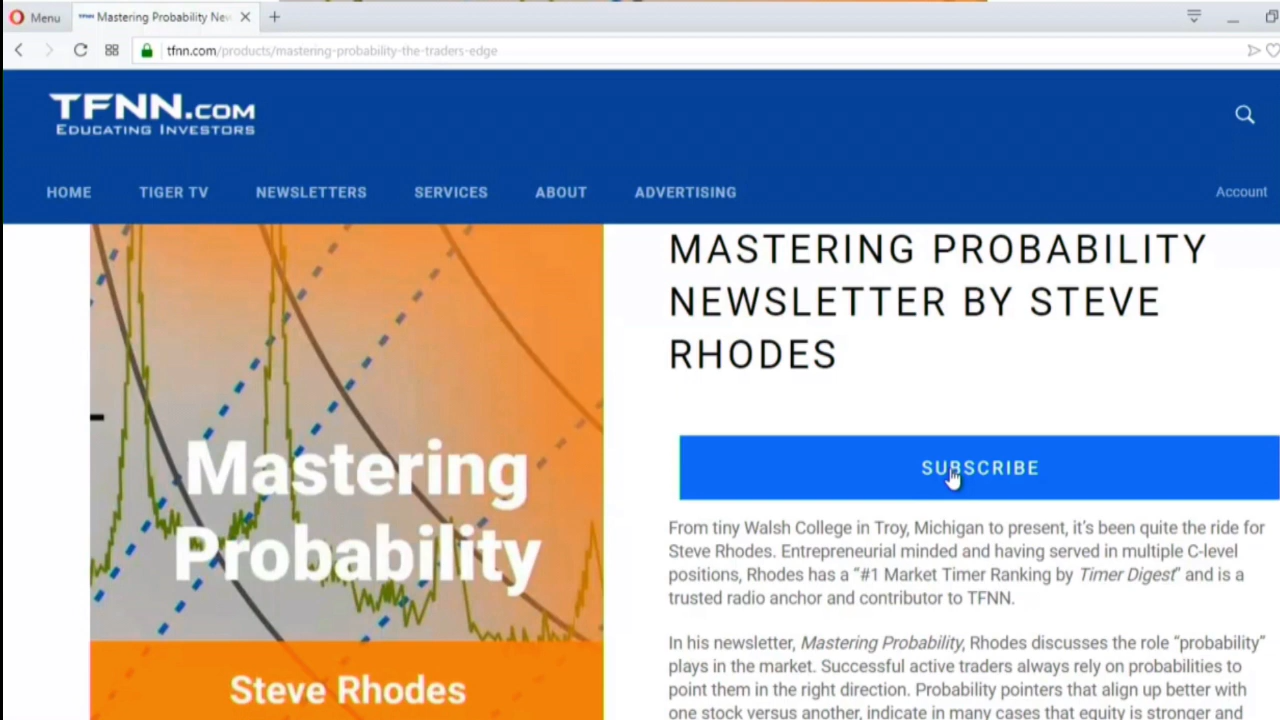 Menu
Mastering Probability Nev
tfnn.com/products/mastering-probability-the-traders-edge
TFNN.COM
EDUCATING INVESTORS
HOME TIGER TV NEWSLETTERS SERVICES ABOUT ADVERTISING Account
MASTERING PROBABILITY
NEWSLETTER BY STEVE
RHODES
SUBSCRIBE
From tiny Walsh College in Troy, Michigan to present, it's been quite the ride for
Steve Rhodes. Entrepreneurial minded and having served in multiple C-level
positions, Rhodes has a “#1 Market Timer Ranking by Timer Digest” and is a
trusted radio anchor and contributor to TFNN.
In his newsletter, Mastering Probability, Rhodes discusses the role “probability”
plays in the market. Successful active traders always rely on probabilities to
point them in the right direction. Probability pointers that align up better with
one stock versus another, indicate in many cases that equity is stronger and
Mastering
Probability
Steve Rhodes